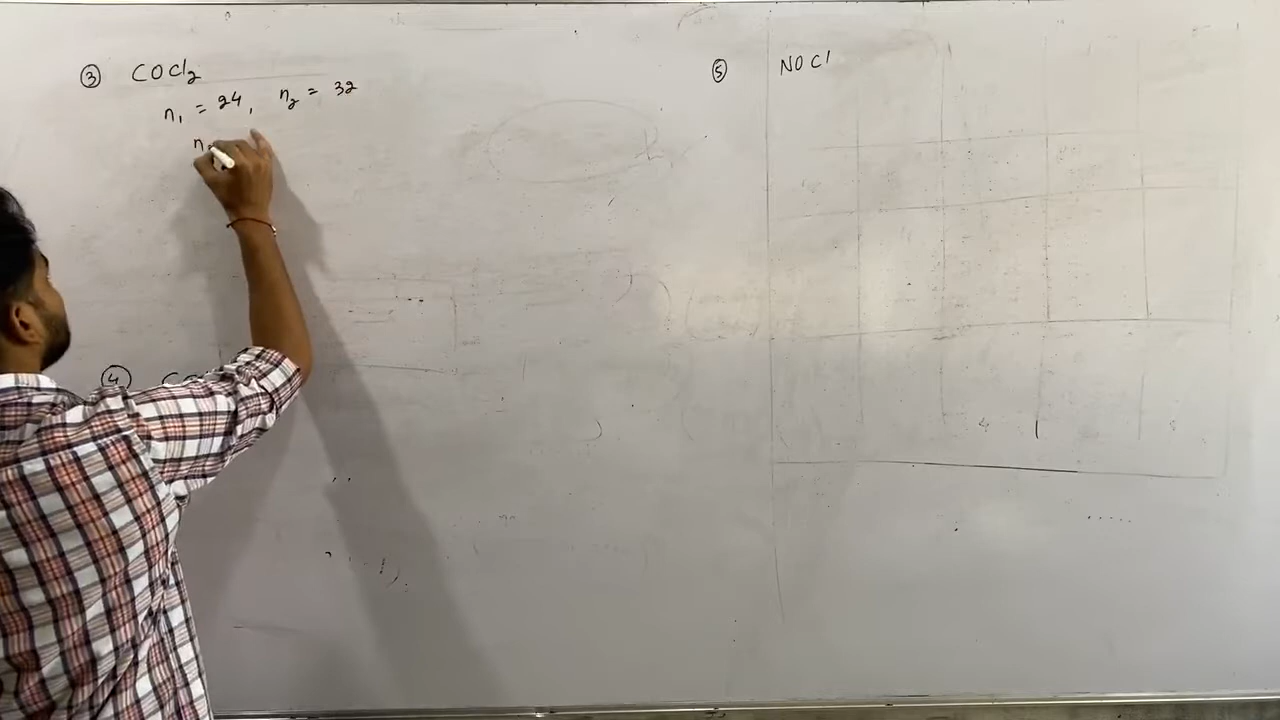 ③ COCl₂
n₁ = 24, n₂ = 32
n
④
⑤ NOCl